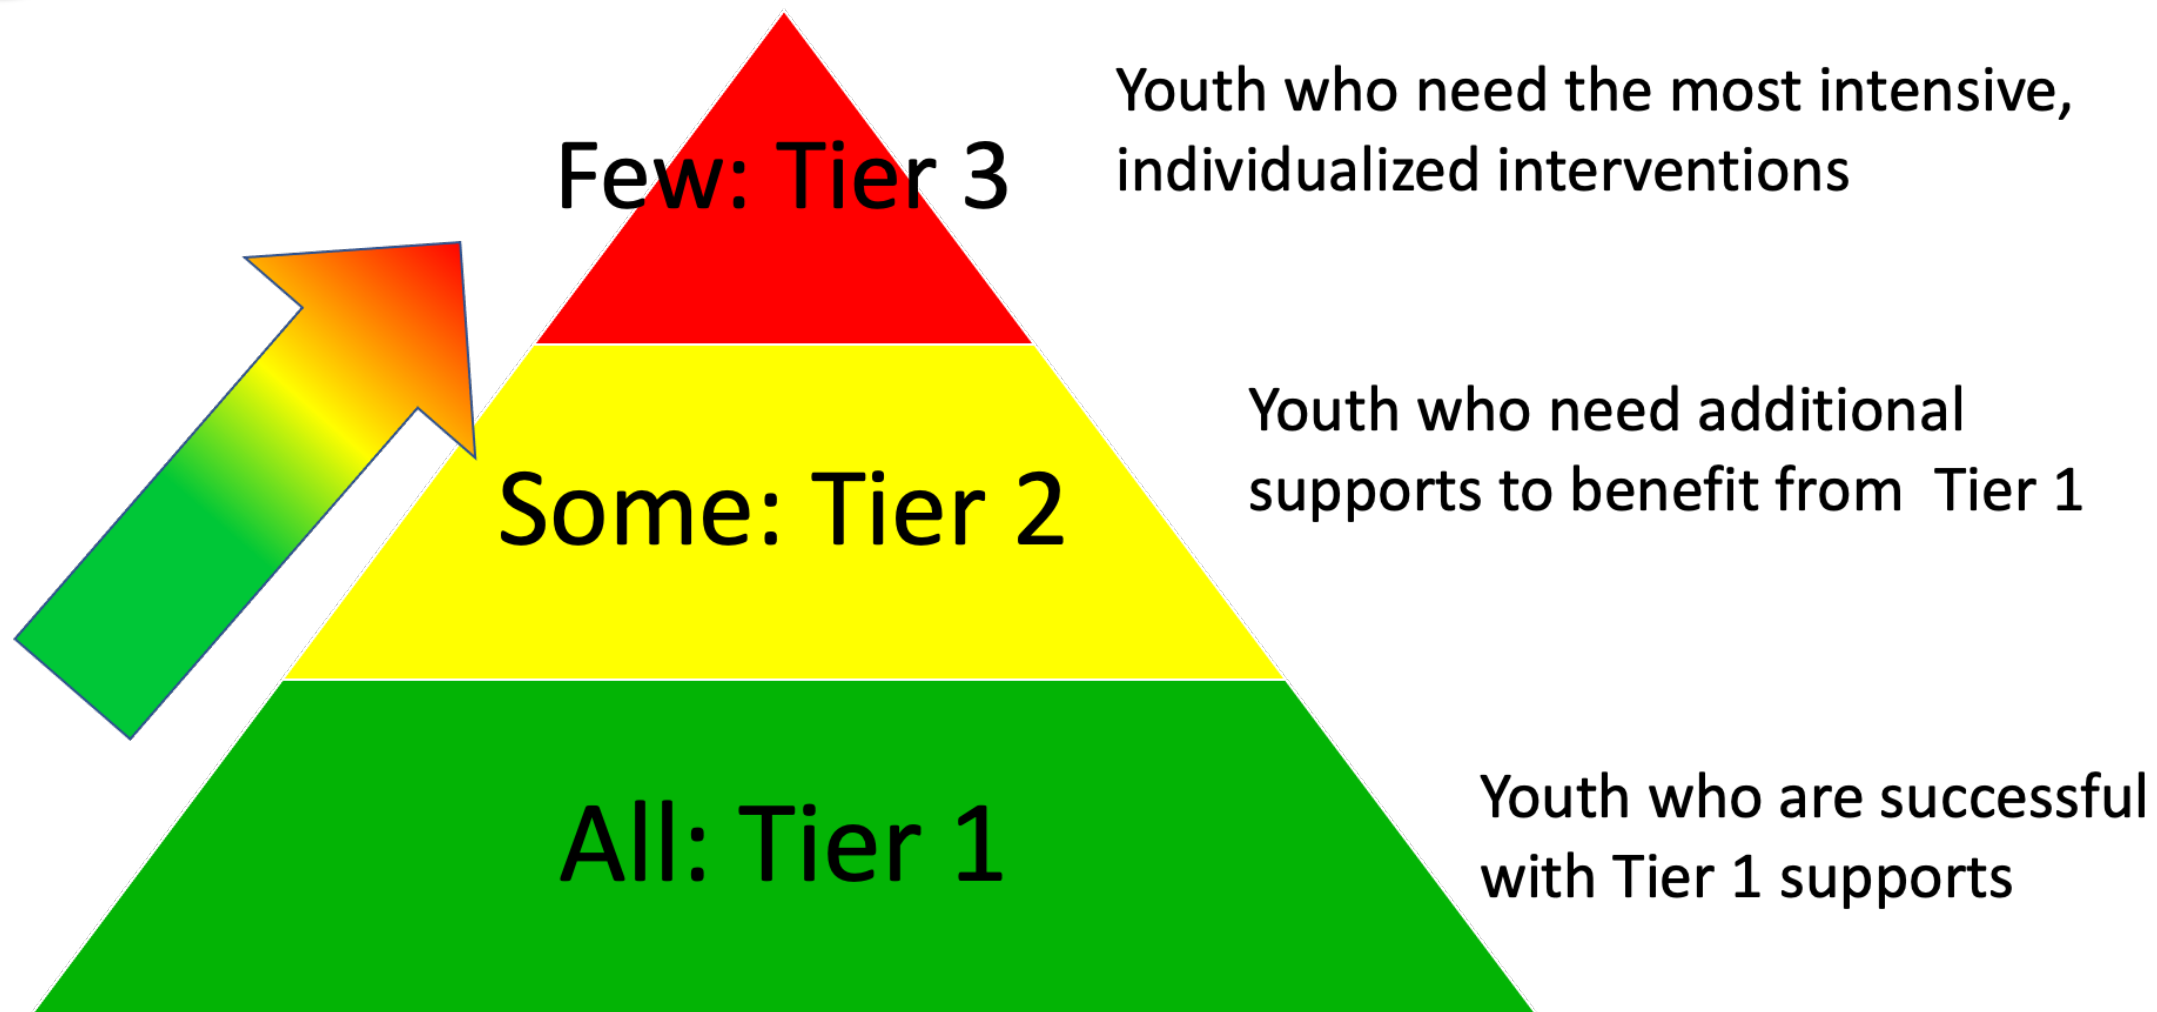 Few: Tier 3
Youth who need the most intensive,
individualized interventions
Some: Tier 2
Youth who need additional
supports to benefit from  Tier 1
All: Tier 1
Youth who are successful
with Tier 1 supports